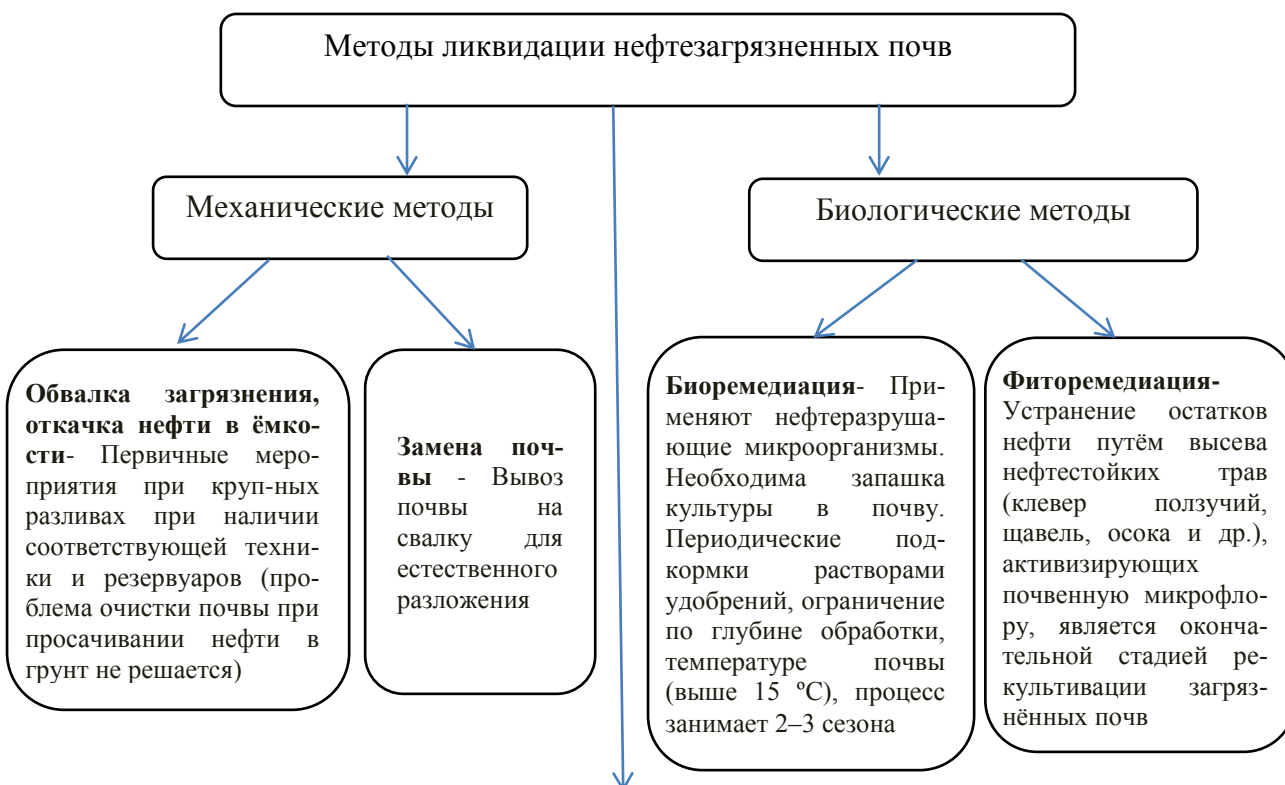 Методы ликвидации нефтезагрязненных почв
Механические методы
Биологические методы
Обвалка загрязнения,
откачка нефти в ёмко-
сти- Первичные меро-
приятия при круп-ных
разливах при наличии
соответствующей техни-
ки и резервуаров (про-
блема очистки почвы при
просачивании нефти в
грунт не решается)
Замена поч-
вы - Вывоз
почвы на
свалку для
естественного
разложения
Биоремедиация- При-
меняют нефтеразруша-
ющие микроорганизмы.
Необходима запашка
культуры в почву.
Периодические под-
кормки растворами
удобрений, ограничение
по глубине обработки,
температуре почвы
(выше 15 ºС), процесс
занимает 2–3 сезона
Фиторемедиация-
Устранение остатков
нефти путём высева
нефтестойких трав
(клевер ползучий,
щавель, осока и др.),
активизирующих
почвенную микрофло-
ру, является оконча-
тельной стадией ре-
культивации загряз-
нённых почв